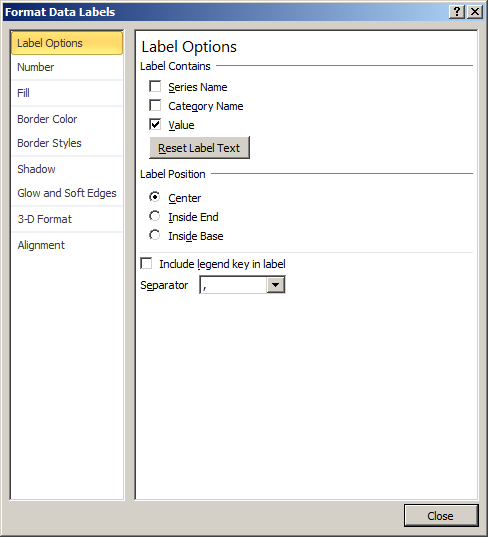 Format Data Labels
Label Options
Number
Fill
Border Color
Border Styles
Shadow
Glow and Soft Edges
3-D Format
Alignment
Label Options
Label Contains
Series Name
Category Name
Value
Reset Label Text
Label Position
Center
Inside End
Inside Base
Include legend key in label
Separator ,
Close